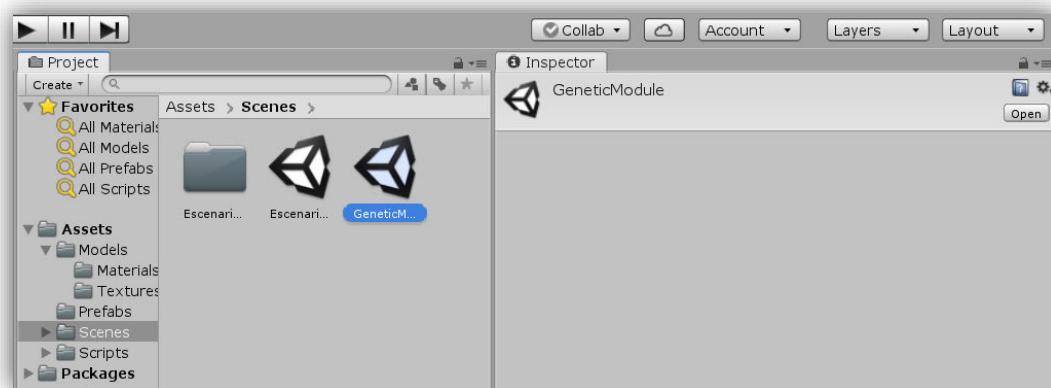 Collab Account Layers Layout
Project
Inspector
Create
Favorites
All Materials
All Models
All Prefabs
All Scripts
Assets
Models
Materials
Textures
Prefabs
Scenes
Scripts
Packages
Assets > Scenes >
Escenari... Escenari... GeneticM...
GeneticModule
Open